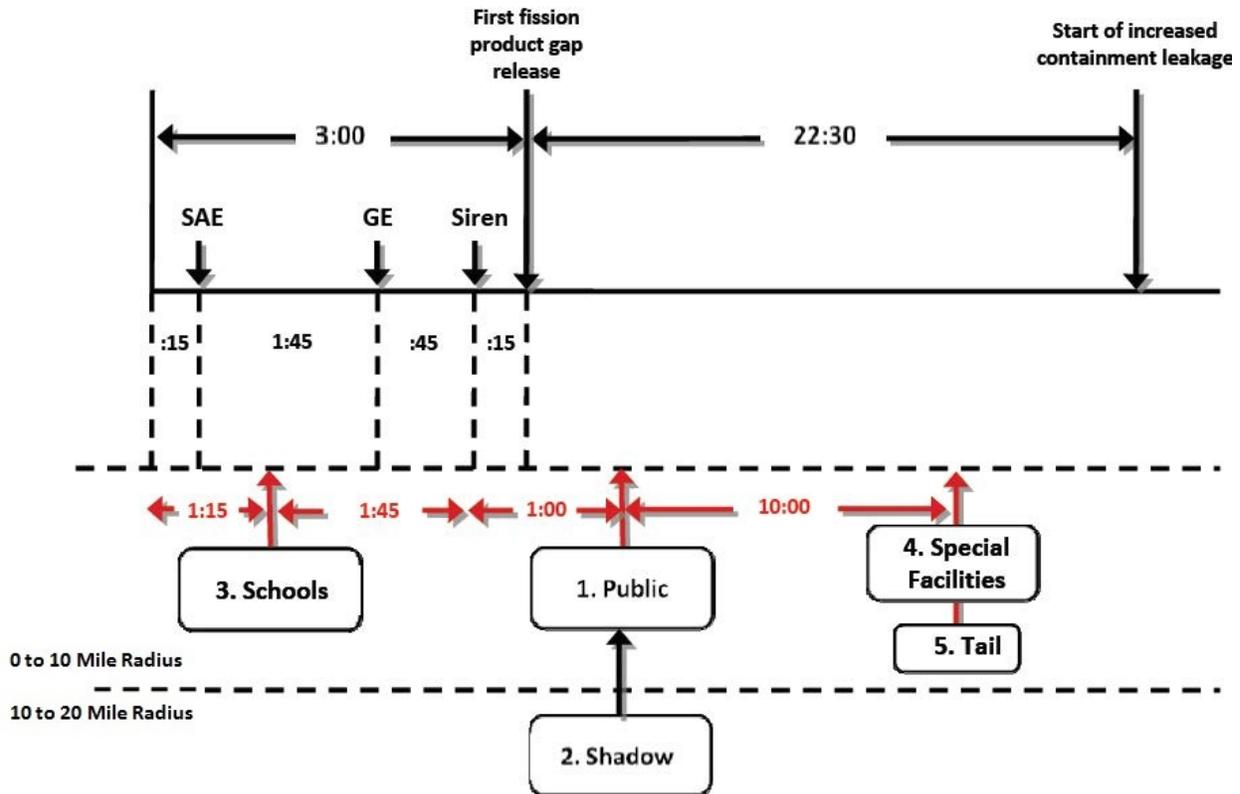 First fission
product gap
release
Start of increased
containment leakage
3:00
22:30
SAE
GE
Siren
:15
1:45
:45
:15
1:15
1:45
1:00
10:00
3. Schools
1. Public
4. Special
Facilities
5. Tail
0 to 10 Mile Radius
10 to 20 Mile Radius
2. Shadow